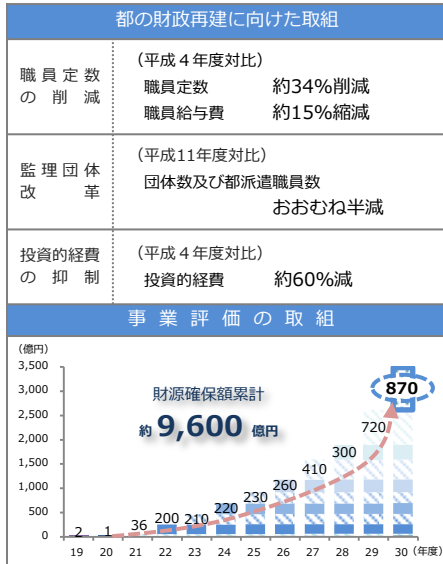 都の財政再建に向けた取組
職員定数
の削減
(平成４年度対比)
職員定数 約34%削減
職員給与費 約15%縮減
監理団体
改革
(平成11年度対比)
団体数及び都派遣職員数
おおむね半減
投資的経費
の抑制
(平成４年度対比)
投資的経費 約60%減
事業評価の取組
(億円)
3,500
3,000
2,500
2,000
1,500
1,000
500
0
財源確保額累計
約 9,600 億円
2 1 36 200 210 220 230 260 410 300 720 870
19 20 21 22 23 24 25 26 27 28 29 30 (年度)